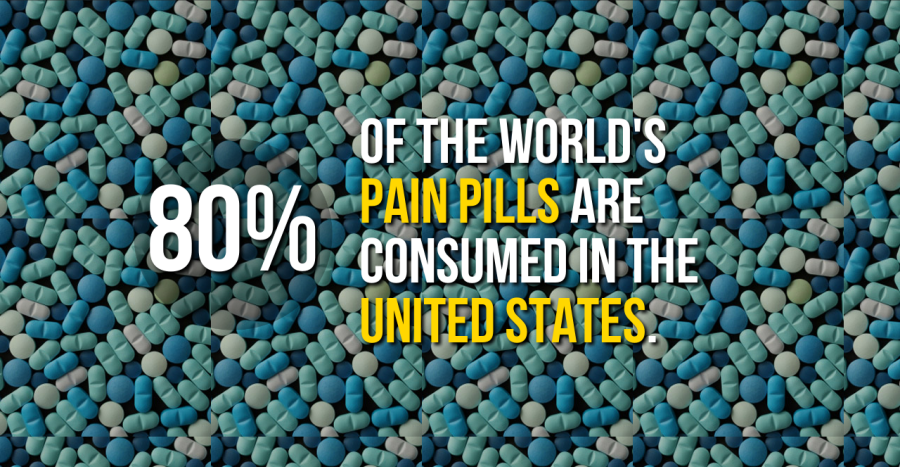 80%
OF THE WORLD'S
PAIN PILLS ARE
CONSUMED IN THE
UNITED STATES.